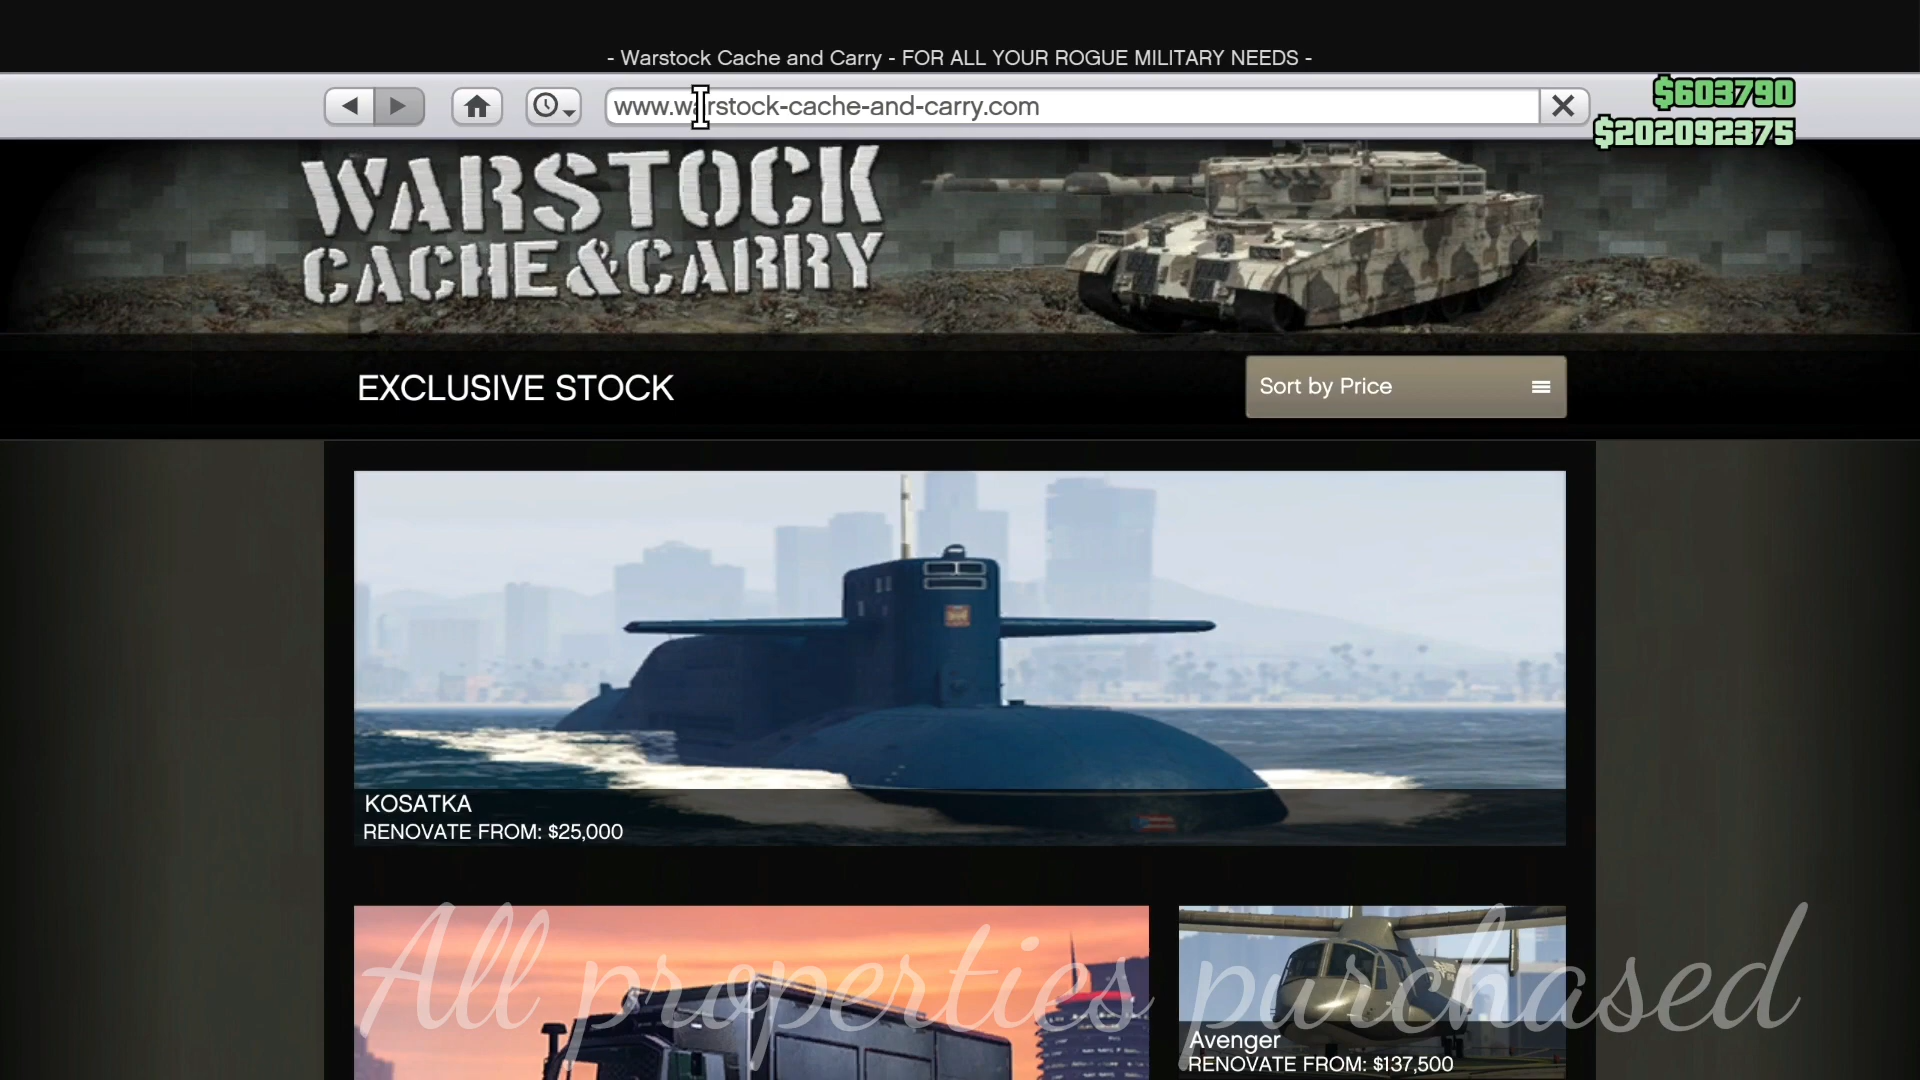 - Warstock Cache and Carry - FOR ALL YOUR ROGUE MILITARY NEEDS -
www.warstock-cache-and-carry.com
$603790
$202092375
WARSTOCK
CACHE & CARRY
EXCLUSIVE STOCK
Sort by Price
KOSATKA
RENOVATE FROM: $25,000
All properties purchased
Avenger
RENOVATE FROM: $137,500